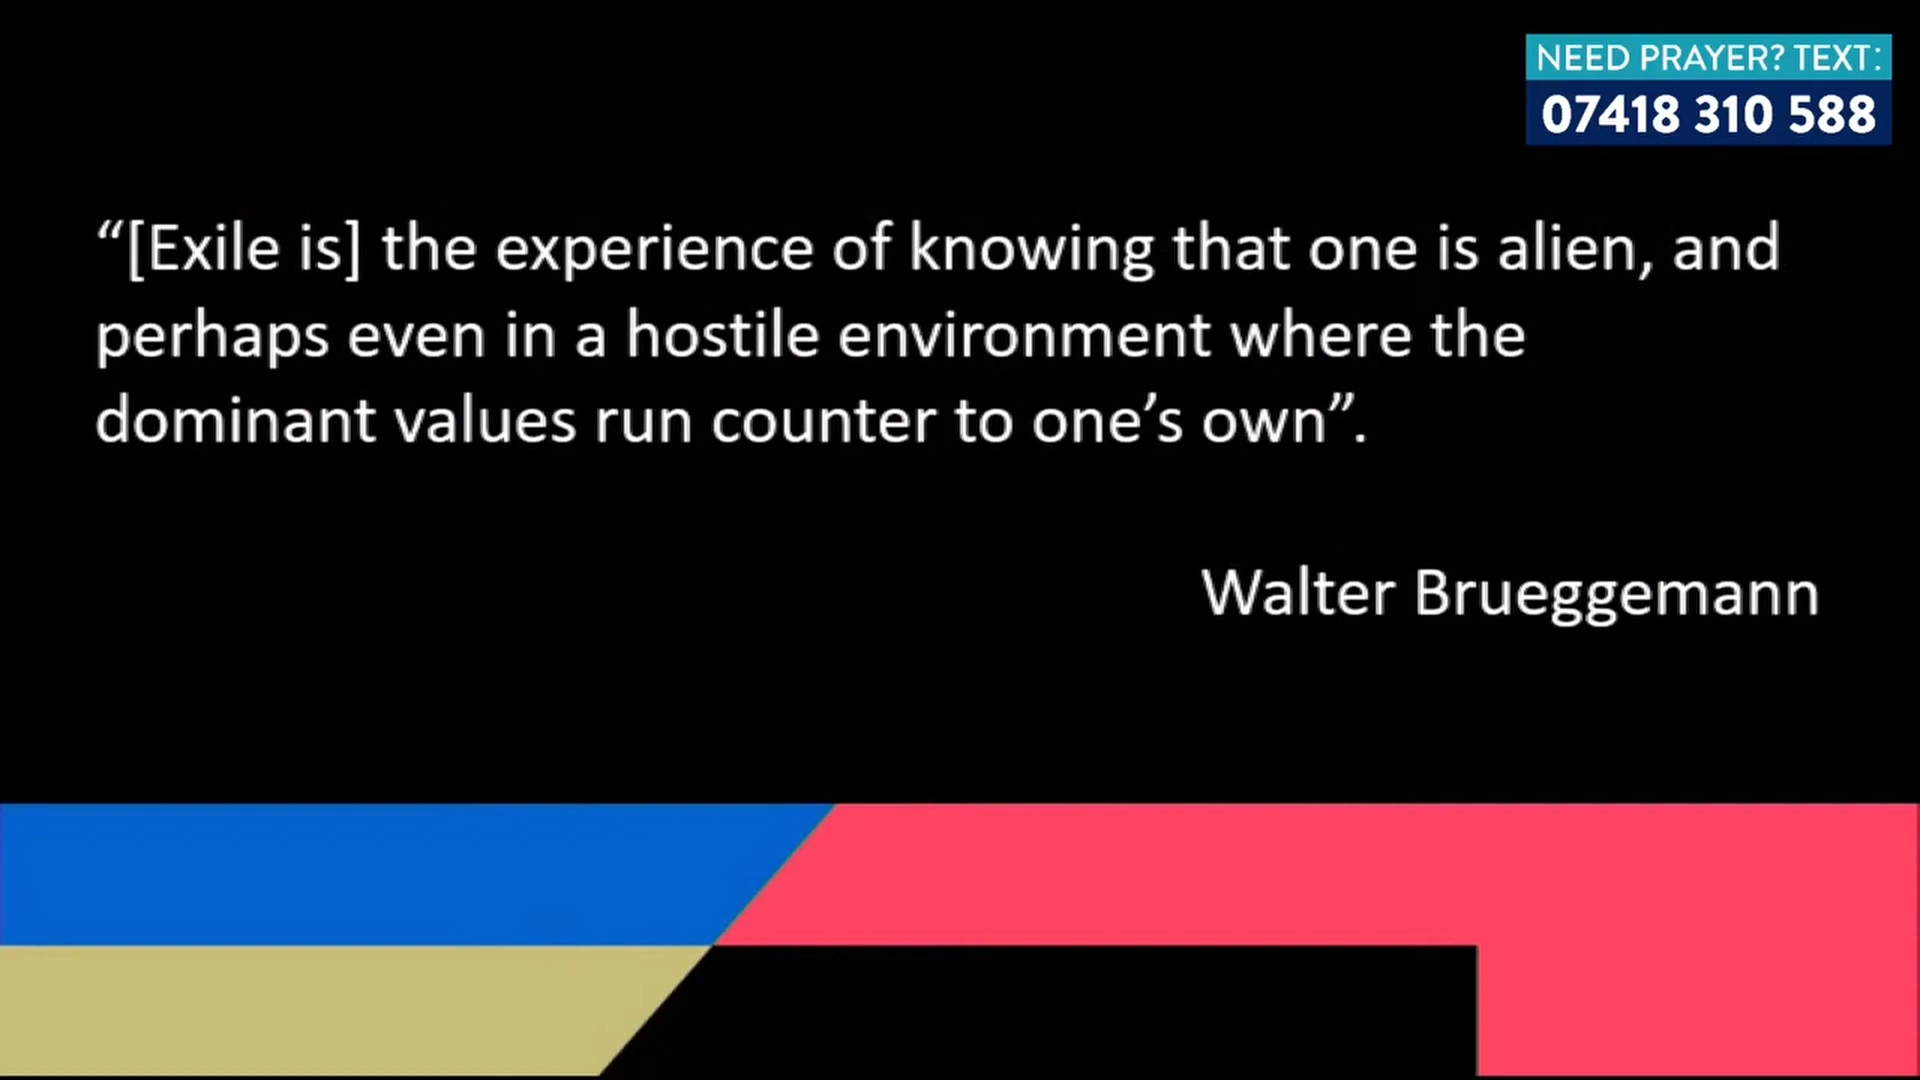 NEED PRAYER? TEXT:
07418 310 588
“[Exile is] the experience of knowing that one is alien, and
perhaps even in a hostile environment where the
dominant values run counter to one’s own”.
Walter Brueggemann